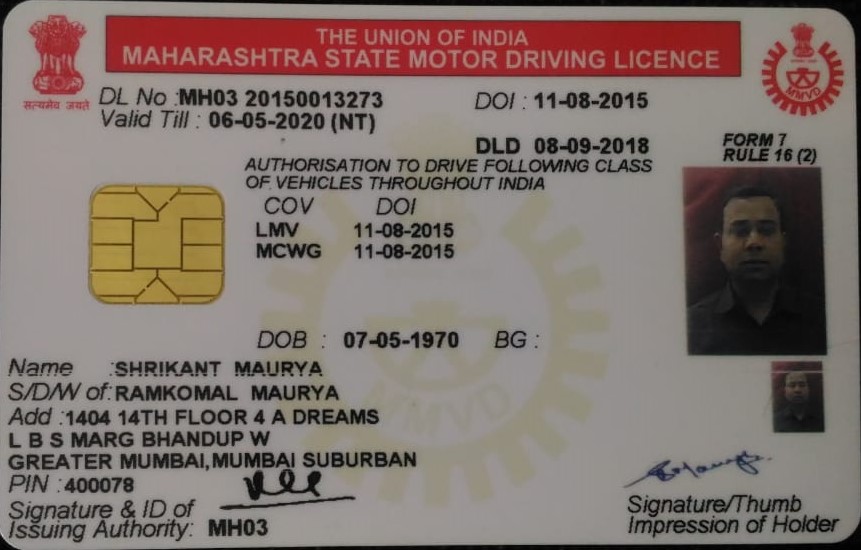 THE UNION OF INDIA
MAHARASHTRA STATE MOTOR DRIVING LICENCE
सत्यमेव जयते
MMVD
DL No : MH03 20150013273 DOI : 11-08-2015
Valid Till : 06-05-2020 (NT)
DLD 08-09-2018
FORM 7
RULE 16 (2)
AUTHORISATION TO DRIVE FOLLOWING CLASS
OF VEHICLES THROUGHOUT INDIA
COV DOI
LMV 11-08-2015
MCWG 11-08-2015
DOB : 07-05-1970 BG :
Name : SHRIKANT MAURYA
S/D/W of: RAMKOMAL MAURYA
Add : 1404 14TH FLOOR 4 A DREAMS
L B S MARG BHANDUP W
GREATER MUMBAI,MUMBAI SUBURBAN
PIN : 400078
Signature & ID of
Issuing Authority: MH03
Signature/Thumb
Impression of Holder
MMVD